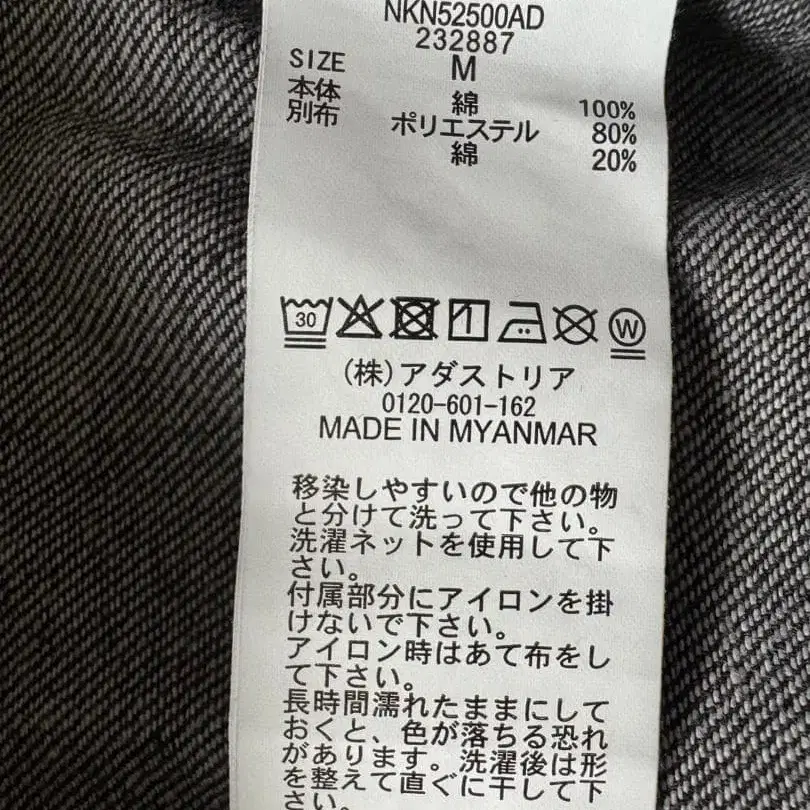 NKN52500AD
232887
SIZE M
本体 綿 100%
別布 ポリエステル 80%
綿 20%
30 W
(株)アダストリア
0120-601-162
MADE IN MYANMAR
移染しやすいので他の物
と分けて洗って下さい。
洗濯ネットを使用して下
さい。
付属部分にアイロンを掛
けないで下さい。
アイロン時はあて布をし
て下さい。
長時間濡れたままにして
おくと、色が落ちる恐れ
があります。洗濯後は形
を整えて直ぐに干して下
さい。